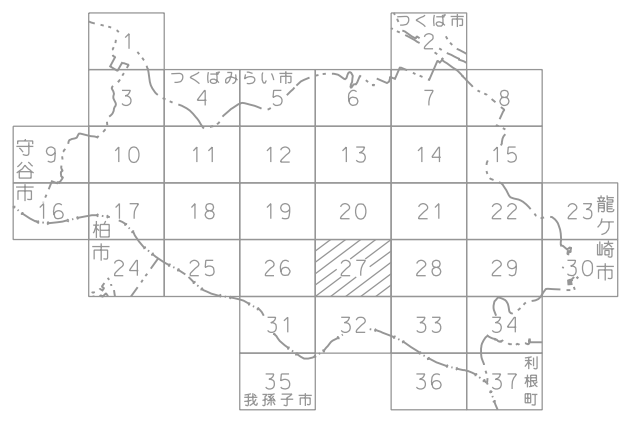 つくば市
1 2
つくばみらい市
3 4 5 6 7 8
守谷市
9 10 11 12 13 14 15
16 17 18 19 20 21 22 23
龍ケ崎市
柏市
24 25 26 27 28 29 30
31 32 33 34
35 36 37
我孫子市
利根町